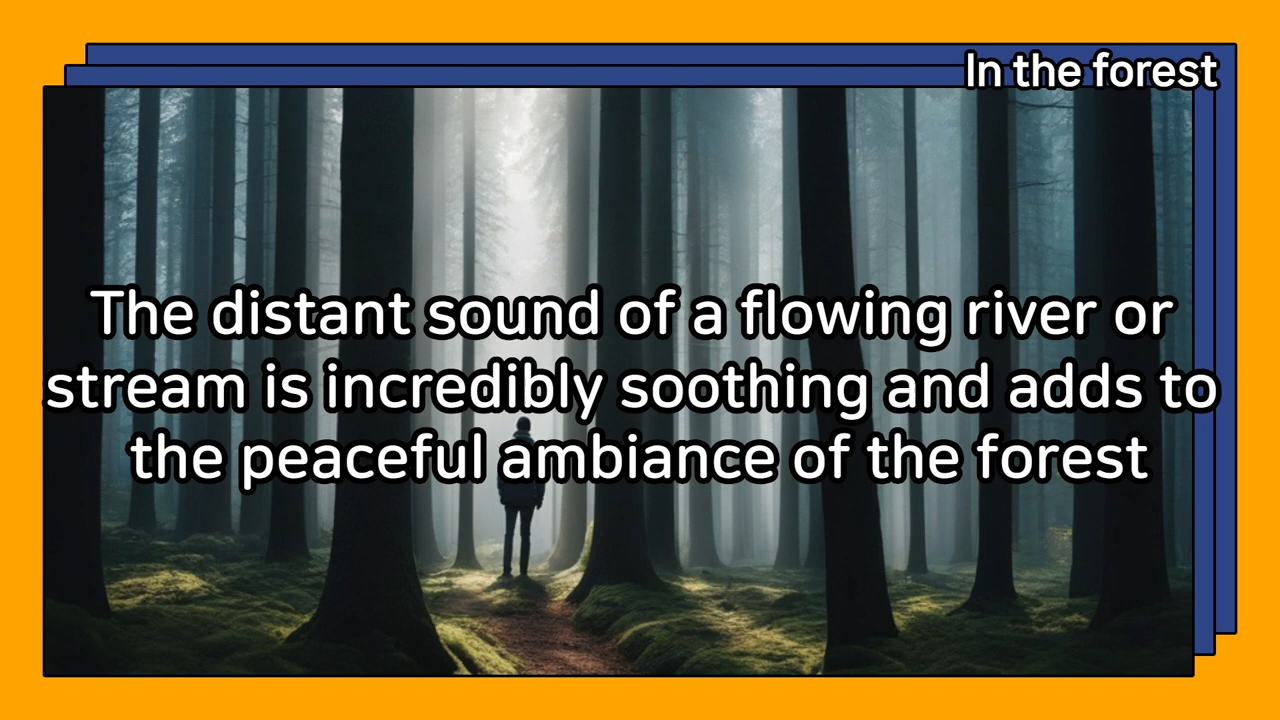 In the forest
The distant sound of a flowing river or
stream is incredibly soothing and adds to
the peaceful ambiance of the forest